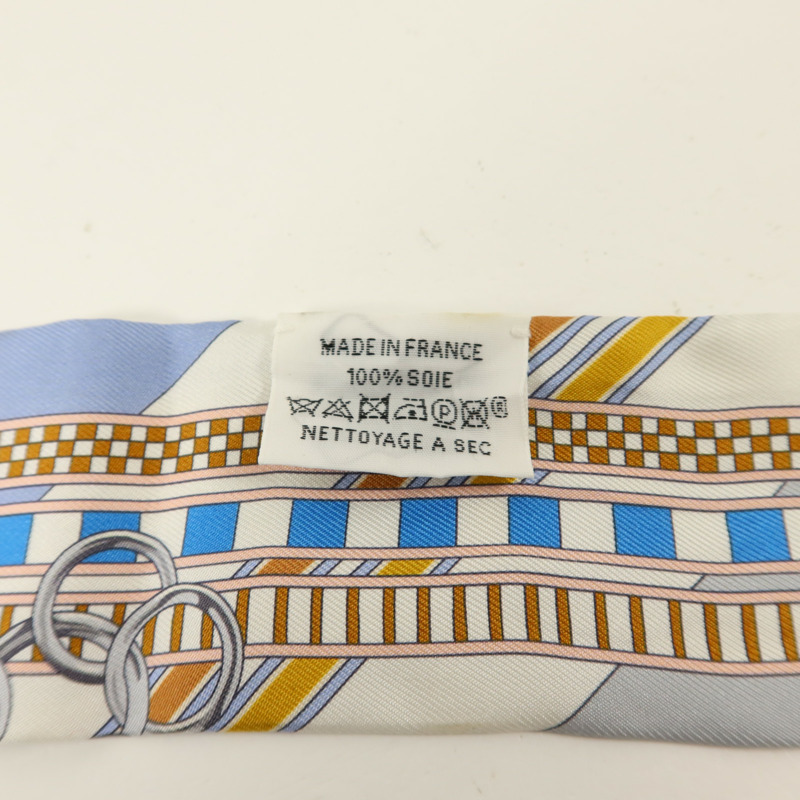 MADE IN FRANCE
100% SOIE
P W R
NETTOYAGE A SEC